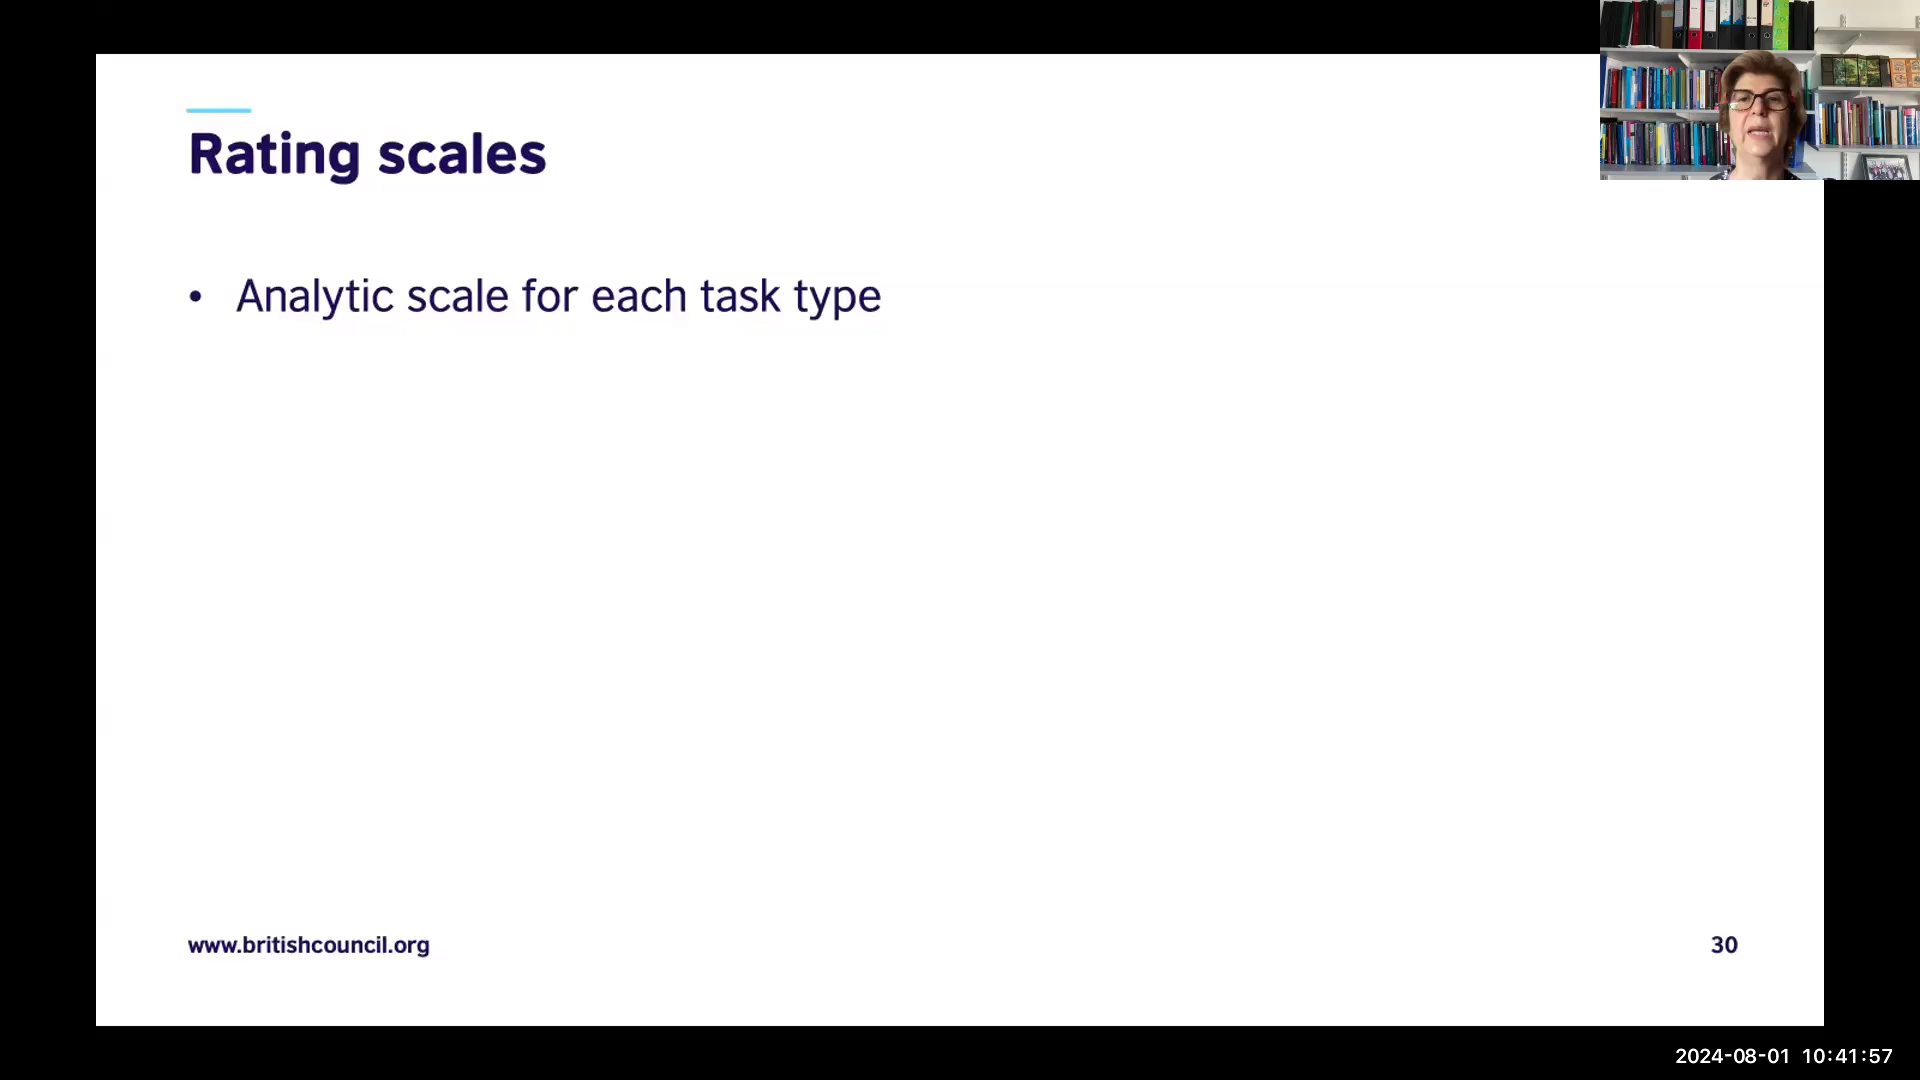 Rating scales
• Analytic scale for each task type
www.britishcouncil.org
30
2024-08-01 10:41:57